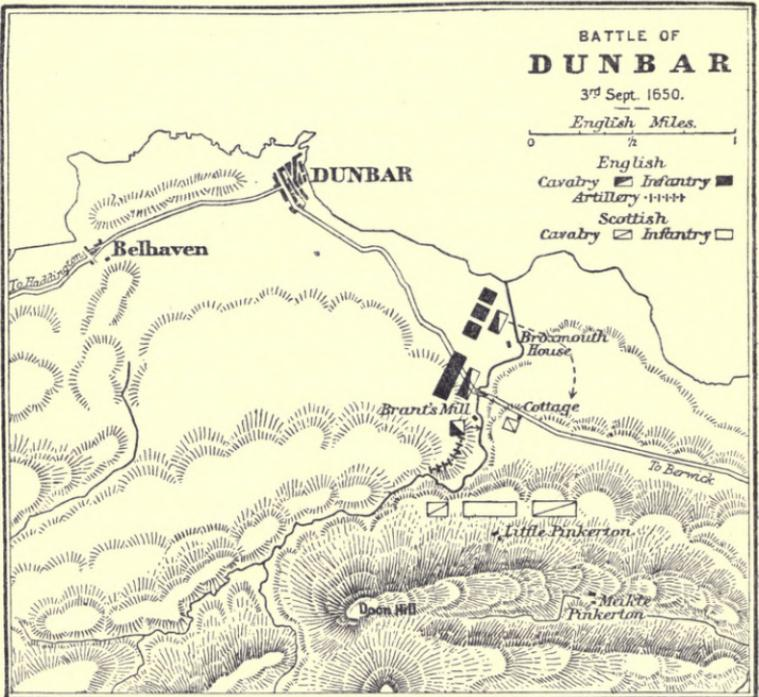 BATTLE OF
DUNBAR
3rd Sept. 1650.
English Miles.
0 ½ 1
English
Cavalry Infantry
Artillery
Scottish
Cavalry Infantry
DUNBAR
Belhaven
To Haddington
Broxmouth
House
Brant's Mill
Cottage
To Berwick
Little Pinkerton
Doon Hill
Meikle
Pinkerton